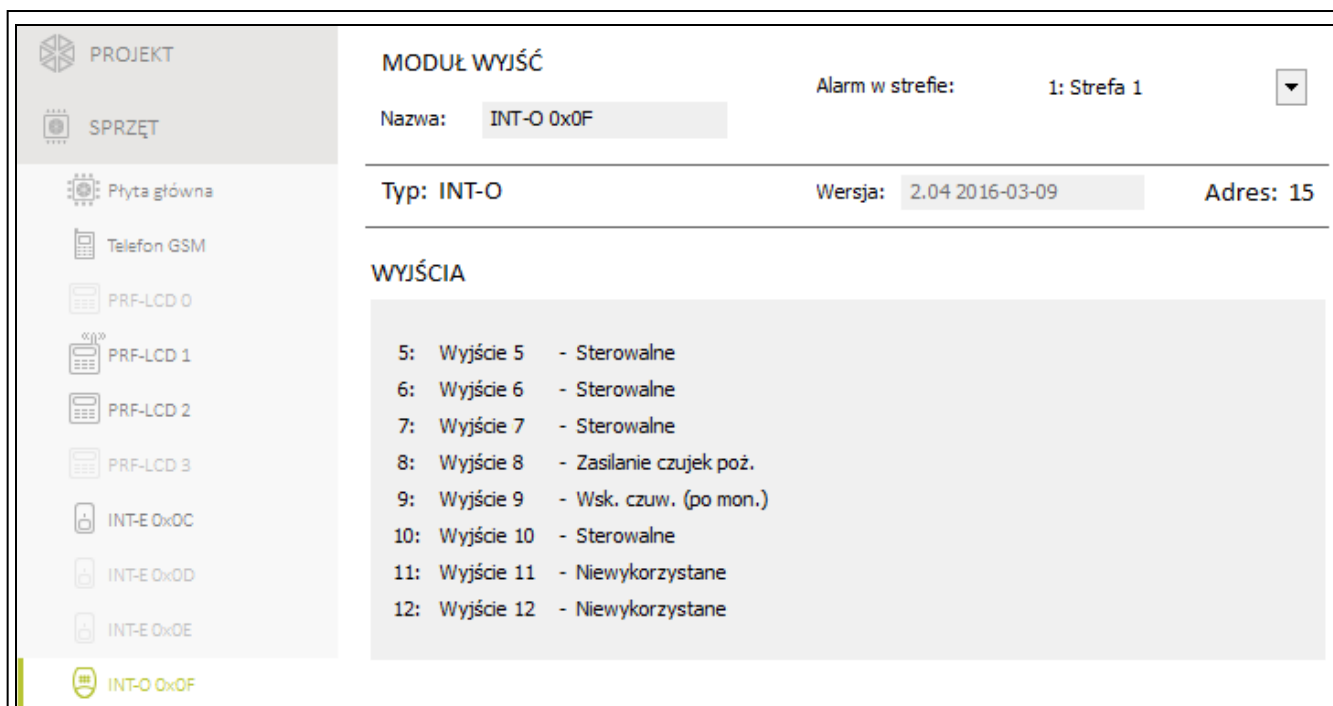 PROJEKT
SPRZĘT
Płyta główna
Telefon GSM
PRF-LCD 0
PRF-LCD 1
PRF-LCD 2
PRF-LCD 3
INT-E 0x0C
INT-E 0x0D
INT-E 0x0E
INT-O 0x0F
MODUŁ WYJŚĆ
Nazwa: INT-O 0x0F
Alarm w strefie: 1: Strefa 1
Typ: INT-O Wersja: 2.04 2016-03-09 Adres: 15
WYJŚCIA
5: Wyjście 5 - Sterowalne
6: Wyjście 6 - Sterowalne
7: Wyjście 7 - Sterowalne
8: Wyjście 8 - Zasilanie czujek poż.
9: Wyjście 9 - Wsk. czuw. (po mon.)
10: Wyjście 10 - Sterowalne
11: Wyjście 11 - Niewykorzystane
12: Wyjście 12 - Niewykorzystane